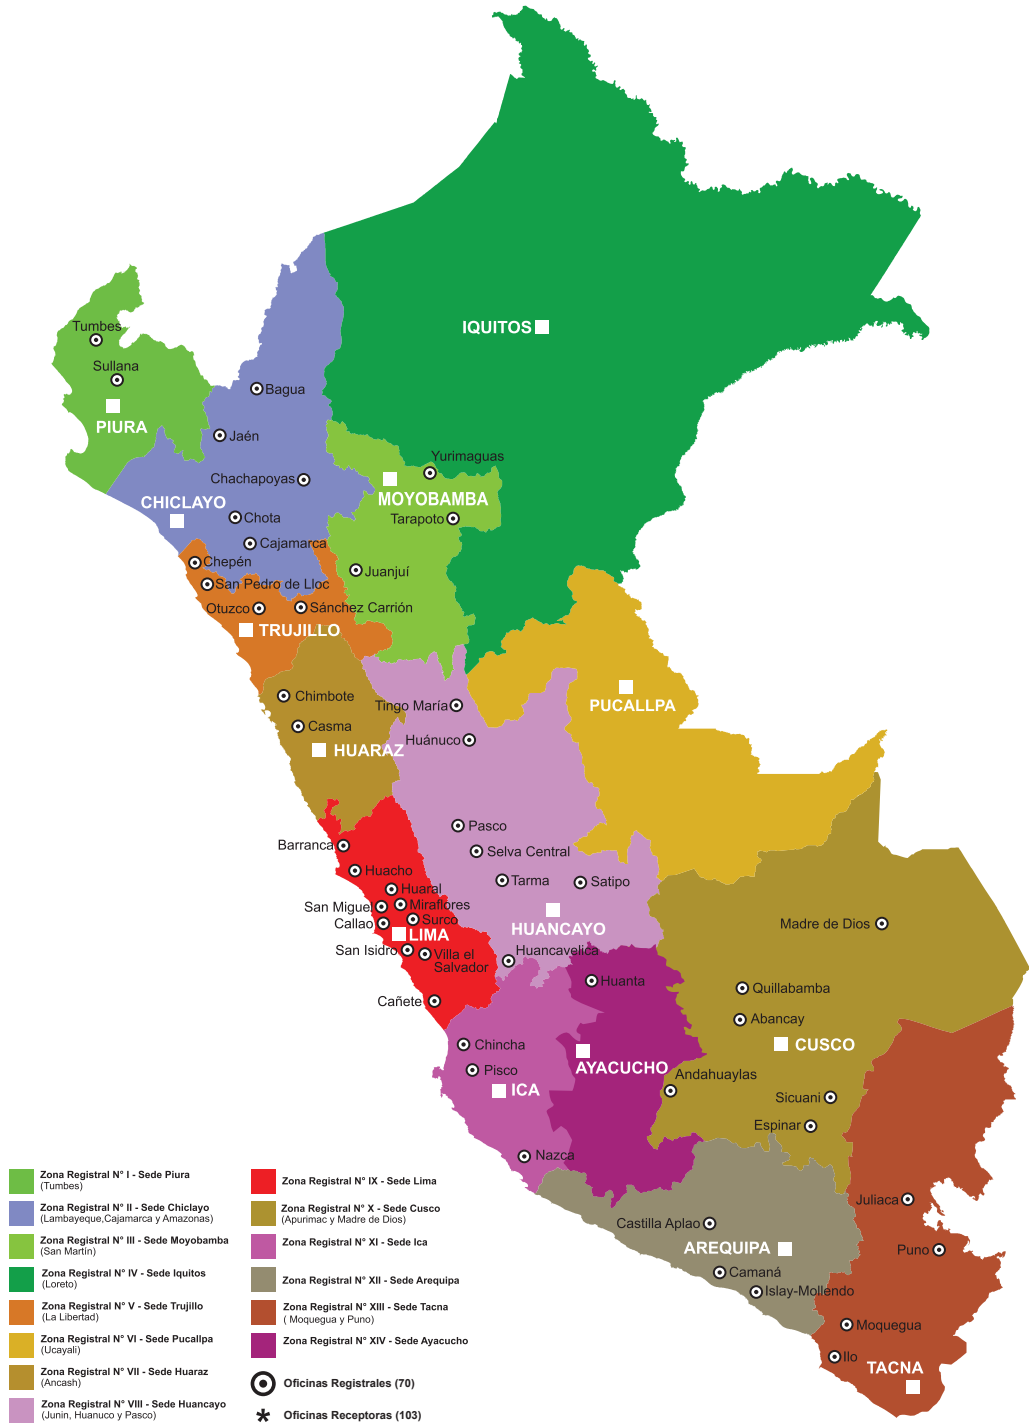 IQUITOS
Tumbes
Sullana
PIURA
Bagua
Jaén
Yurimaguas
Chachapoyas
MOYOBAMBA
CHICLAYO
Chota
Tarapoto
Cajamarca
Chepén
Juanjuí
San Pedro de Lloc
Otuzco
Sánchez Carrión
TRUJILLO
Chimbote
Tingo María
PUCALLPA
Casma
Huánuco
HUARAZ
Pasco
Barranca
Selva Central
Huacho
Tarma
Satipo
Huaral
San Miguel
Miraflores
Callao
Surco
LIMA
HUANCAYO
Madre de Dios
San Isidro
Villa el
Salvador
Huancavelica
Huanta
Quillabamba
Cañete
Abancay
Chincha
CUSCO
Pisco
AYACUCHO
Andahuaylas
ICA
Sicuani
Espinar
Nazca
Juliaca
Castilla Aplao
AREQUIPA
Puno
Camaná
Islay-Mollendo
Moquegua
Ilo
TACNA
Zona Registral N° I - Sede Piura
(Tumbes)
Zona Registral N° II - Sede Chiclayo
(Lambayeque,Cajamarca y Amazonas)
Zona Registral N° III - Sede Moyobamba
(San Martín)
Zona Registral N° IV - Sede Iquitos
(Loreto)
Zona Registral N° V - Sede Trujillo
(La Libertad)
Zona Registral N° VI - Sede Pucallpa
(Ucayali)
Zona Registral N° VII - Sede Huaraz
(Ancash)
Zona Registral N° VIII - Sede Huancayo
(Junin, Huanuco y Pasco)
Zona Registral N° IX - Sede Lima
Zona Registral N° X - Sede Cusco
(Apurimac y Madre de Dios)
Zona Registral N° XI - Sede Ica
Zona Registral N° XII - Sede Arequipa
Zona Registral N° XIII - Sede Tacna
( Moquegua y Puno)
Zona Registral N° XIV - Sede Ayacucho
Oficinas Registrales (70)
* Oficinas Receptoras (103)